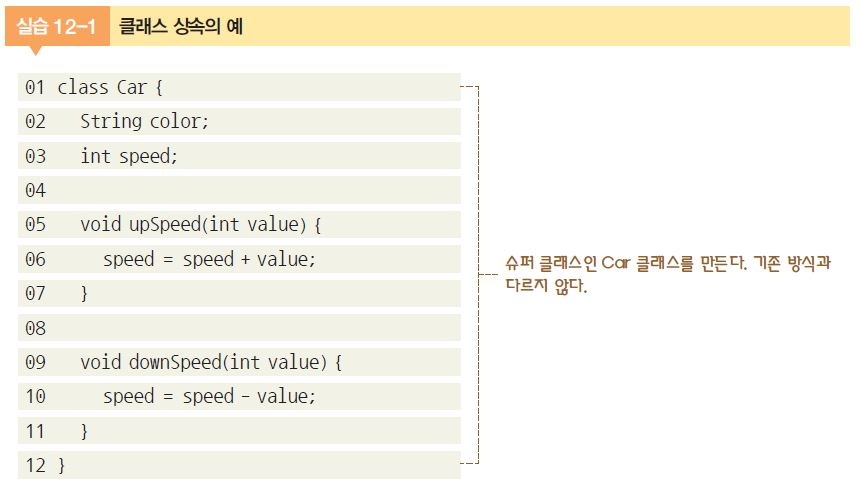 실습 12-1 클래스 상속의 예
01 class Car {
02 String color;
03 int speed;
04
05 void upSpeed(int value) {
06 speed = speed + value;
07 }
08
09 void downSpeed(int value) {
10 speed = speed - value;
11 }
12 }
슈퍼 클래스인 Car 클래스를 만든다. 기존 방식과
다르지 않다.